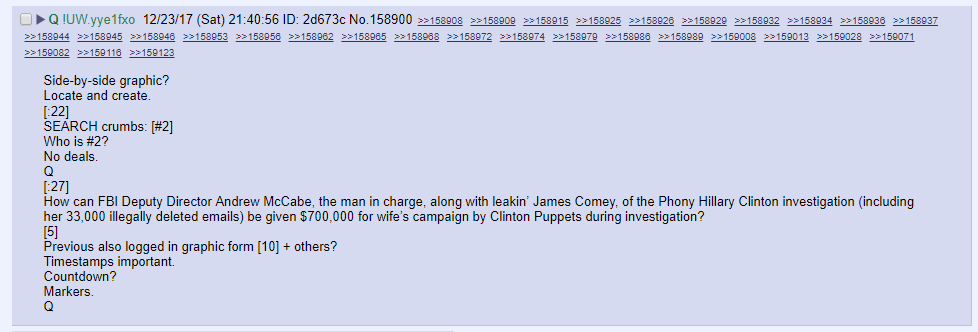 Q !UW.yye1fxo 12/23/17 (Sat) 21:40:56 ID: 2d673c No.158900 >>158908 >>158909 >>158915 >>158925 >>158926 >>158929 >>158932 >>158934 >>158936 >>158937
>>158944 >>158945 >>158946 >>158953 >>158956 >>158962 >>158965 >>158968 >>158972 >>158974 >>158979 >>158986 >>158989 >>159008 >>159013 >>159028 >>159071
>>159082 >>159116 >>159123
Side-by-side graphic?
Locate and create.
[:22]
SEARCH crumbs: [#2]
Who is #2?
No deals.
Q
[:27]
How can FBI Deputy Director Andrew McCabe, the man in charge, along with leakin’ James Comey, of the Phony Hillary Clinton investigation (including
her 33,000 illegally deleted emails) be given $700,000 for wife’s campaign by Clinton Puppets during investigation?
[5]
Previous also logged in graphic form [10] + others?
Timestamps important.
Countdown?
Markers.
Q